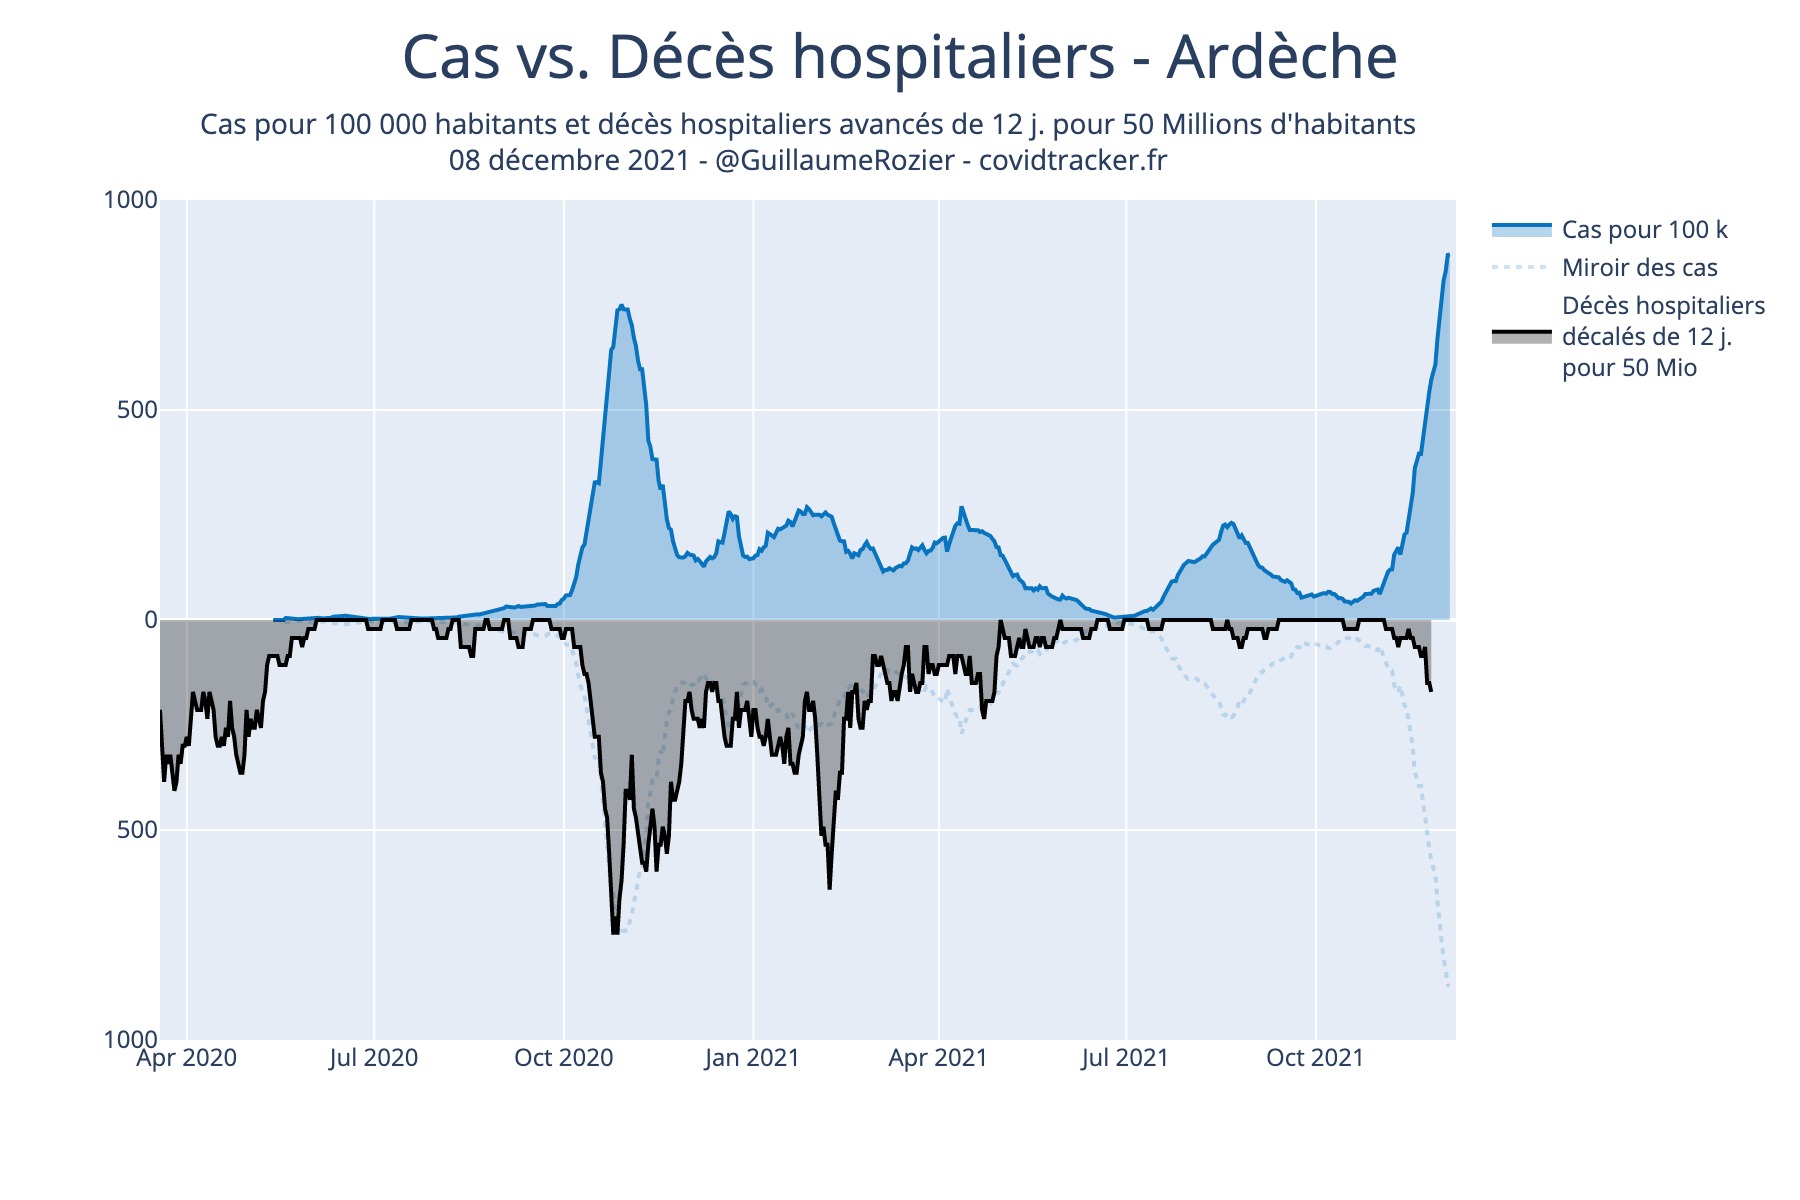 Cas vs. Décès hospitaliers - Ardèche
Cas pour 100 000 habitants et décès hospitaliers avancés de 12 j. pour 50 Millions d'habitants
08 décembre 2021 - @GuillaumeRozier - covidtracker.fr
1000
500
0
500
1000
Apr 2020
Jul 2020
Oct 2020
Jan 2021
Apr 2021
Jul 2021
Oct 2021
Cas pour 100 k
Miroir des cas
Décès hospitaliers
décalés de 12 j.
pour 50 Mio